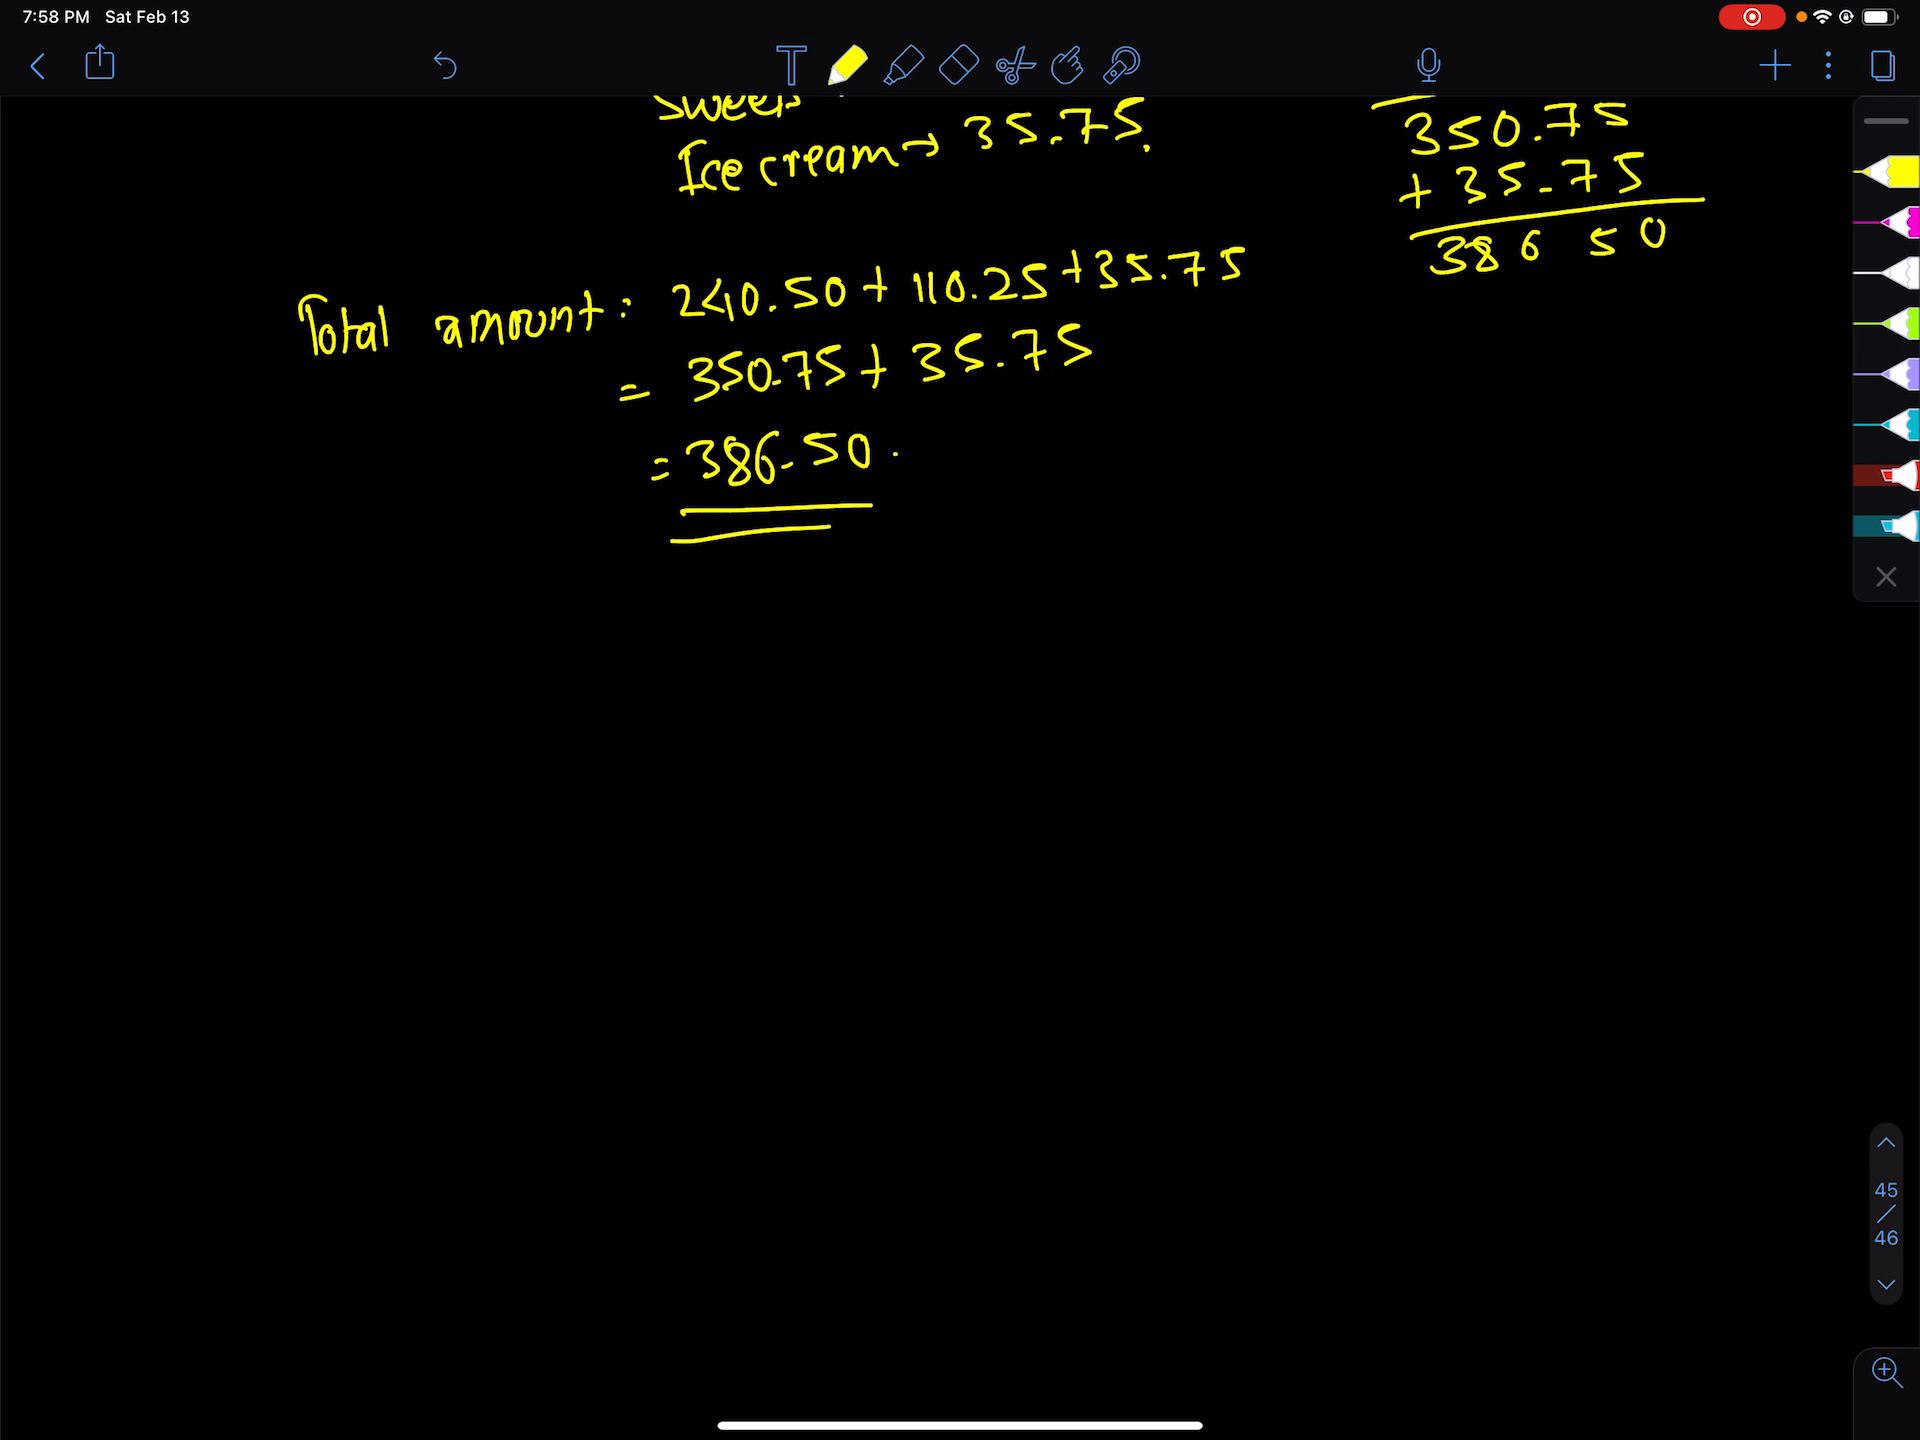 7:58 PM Sat Feb 13
Sweets
Ice cream → 35.75.
350.75
+ 35.75
386 50
Total amount: 240.50 + 110.25 + 35.75
= 350.75 + 35.75
= 386.50.
45
/
46